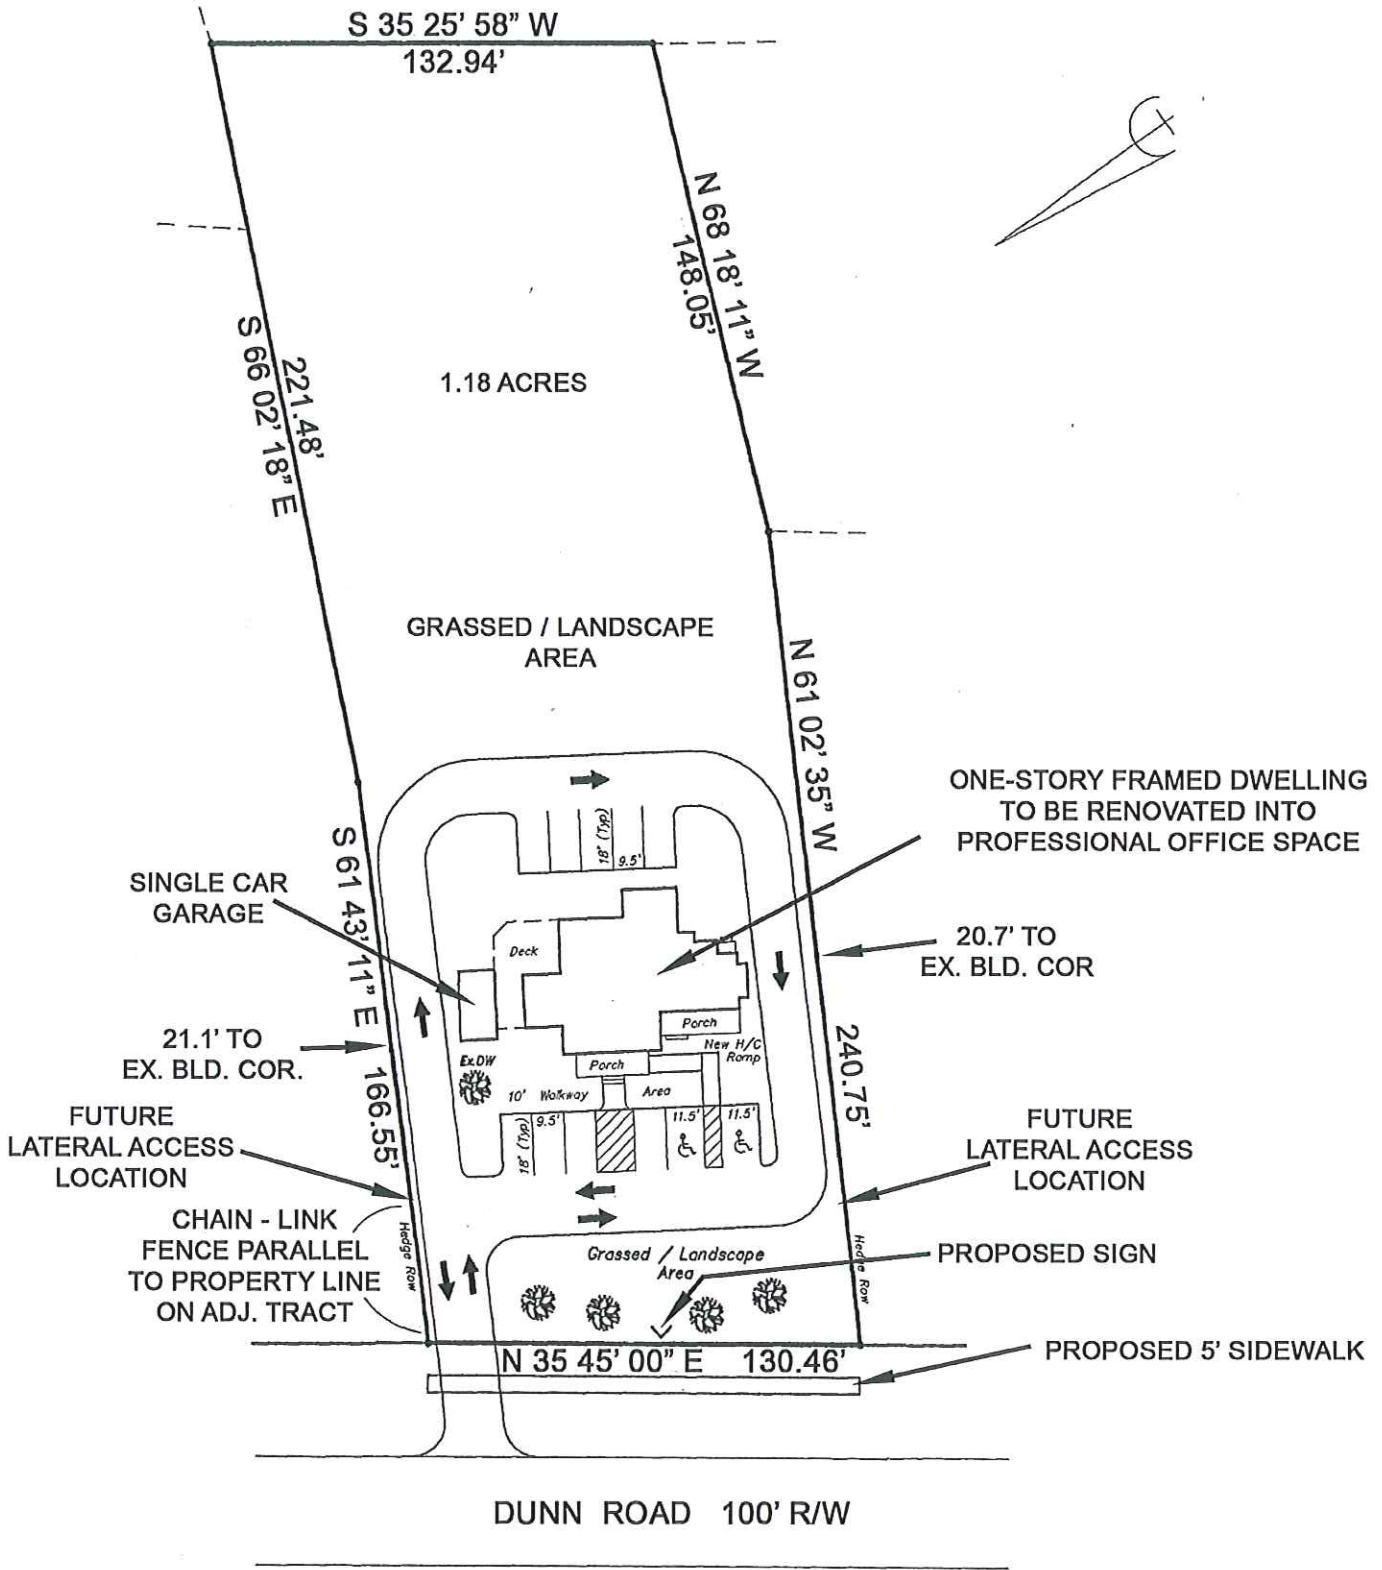 S 35 25' 58" W
132.94'
N 68 18' 11" W
148.05'
221.48'
S 66 02' 18" E
1.18 ACRES
GRASSED / LANDSCAPE
AREA
N 61 02' 35" W
240.75'
ONE-STORY FRAMED DWELLING
TO BE RENOVATED INTO
PROFESSIONAL OFFICE SPACE
S 61 43' 11" E
166.55'
18' (Typ)
9.5'
SINGLE CAR
GARAGE
Deck
20.7' TO
EX. BLD. COR
Porch
21.1' TO
EX. BLD. COR.
New H/C
Ramp
Ex.DW
Porch
10' Walkway Area
FUTURE
LATERAL ACCESS
LOCATION
18' (Typ)
9.5'
11.5'
11.5'
FUTURE
LATERAL ACCESS
LOCATION
CHAIN - LINK
FENCE PARALLEL
TO PROPERTY LINE
ON ADJ. TRACT
Hedge Row
Grassed / Landscape
Area
Hedge Row
PROPOSED SIGN
N 35 45' 00" E 130.46'
PROPOSED 5' SIDEWALK
DUNN ROAD 100' R/W